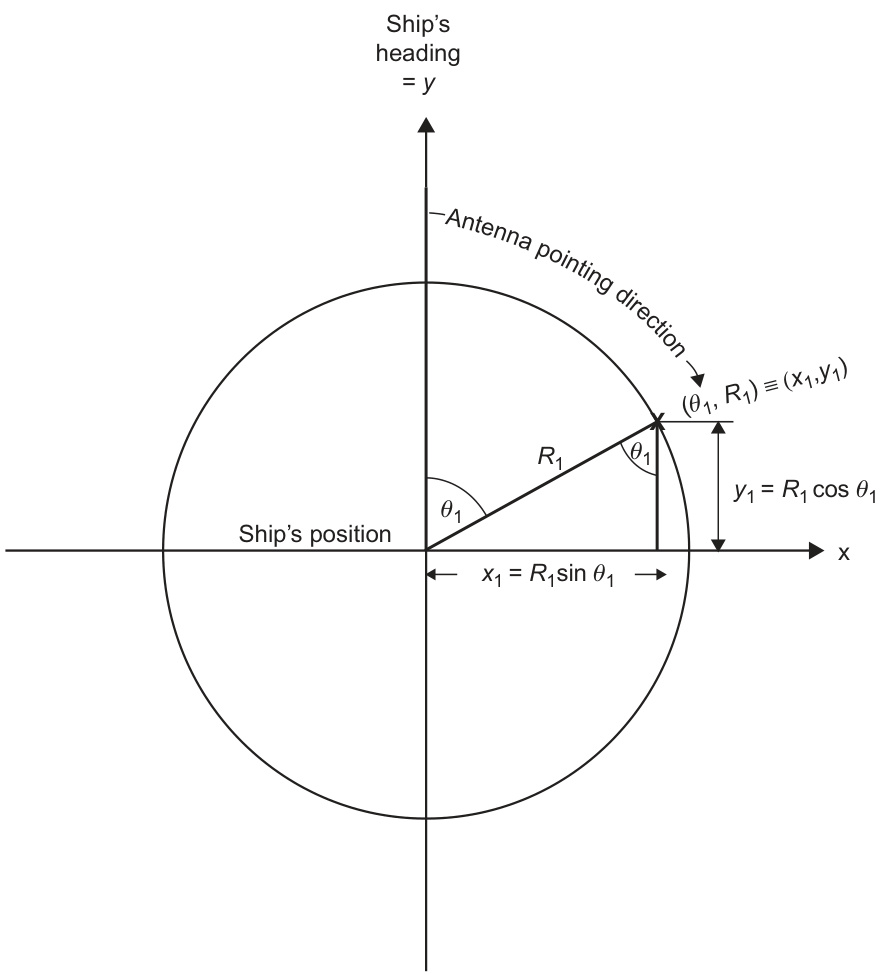 Ship's
heading
= y
Antenna pointing direction
(θ₁, R₁) ≡ (x₁,y₁)
R₁
θ₁
θ₁
y₁ = R₁ cos θ₁
Ship's position
x
x₁ = R₁sin θ₁
X